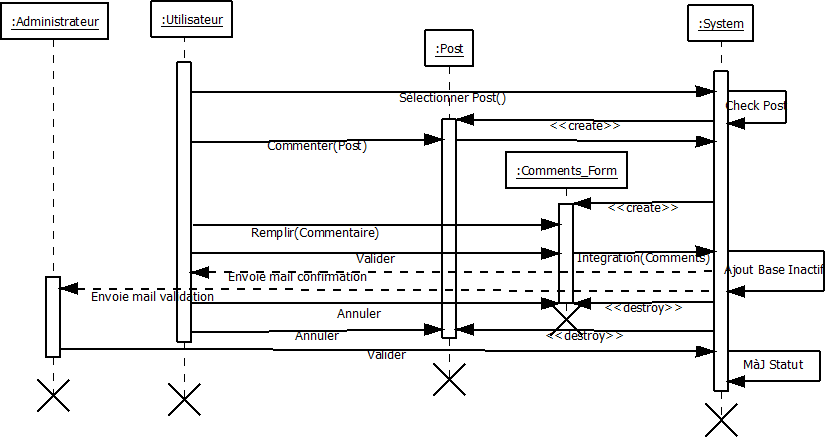 :Administrateur
:Utilisateur
:Post
:System
Sélectionner Post()
Check Post
<<create>>
Commenter(Post)
:Comments_Form
<<create>>
Remplir(Commentaire)
Valider
Integration(Comments)
Ajout Base Inactif
Envoie mail confirmation
Envoie mail validation
Annuler
<<destroy>>
Annuler
<<destroy>>
Valider
MàJ Statut